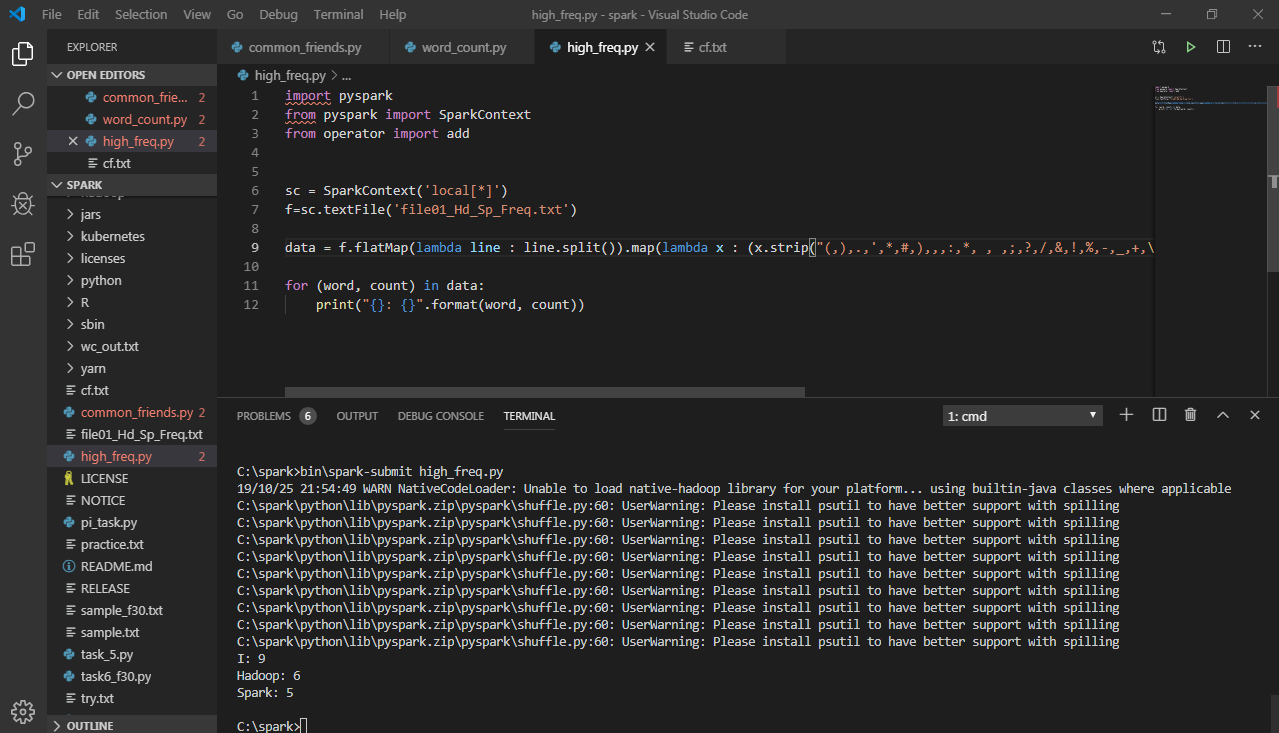 File Edit Selection View Go Debug Terminal Help high_freq.py - spark - Visual Studio Code
EXPLORER
OPEN EDITORS
common_frie... 2
word_count.py 2
high_freq.py 2
cf.txt
SPARK
jars
kubernetes
licenses
python
R
sbin
wc_out.txt
yarn
cf.txt
common_friends.py 2
file01_Hd_Sp_Freq.txt
high_freq.py 2
LICENSE
NOTICE
pi_task.py
practice.txt
README.md
RELEASE
sample_f30.txt
sample.txt
task_5.py
task6_f30.py
try.txt
OUTLINE
common_friends.py word_count.py high_freq.py cf.txt
high_freq.py > ...
1 import pyspark
2 from pyspark import SparkContext
3 from operator import add
4
5
6 sc = SparkContext('local[*]')
7 f=sc.textFile('file01_Hd_Sp_Freq.txt')
8
9 data = f.flatMap(lambda line : line.split()).map(lambda x : (x.strip("(,),.,',*,#,),,,:,*, , ,;,?,/,&,!,%,-,_,+,\
10
11 for (word, count) in data:
12 print("{}: {}".format(word, count))
PROBLEMS 6 OUTPUT DEBUG CONSOLE TERMINAL 1: cmd
C:\spark>bin\spark-submit high_freq.py
19/10/25 21:54:49 WARN NativeCodeLoader: Unable to load native-hadoop library for your platform... using builtin-java classes where applicable
C:\spark\python\lib\pyspark.zip\pyspark\shuffle.py:60: UserWarning: Please install psutil to have better support with spilling
C:\spark\python\lib\pyspark.zip\pyspark\shuffle.py:60: UserWarning: Please install psutil to have better support with spilling
C:\spark\python\lib\pyspark.zip\pyspark\shuffle.py:60: UserWarning: Please install psutil to have better support with spilling
C:\spark\python\lib\pyspark.zip\pyspark\shuffle.py:60: UserWarning: Please install psutil to have better support with spilling
C:\spark\python\lib\pyspark.zip\pyspark\shuffle.py:60: UserWarning: Please install psutil to have better support with spilling
C:\spark\python\lib\pyspark.zip\pyspark\shuffle.py:60: UserWarning: Please install psutil to have better support with spilling
C:\spark\python\lib\pyspark.zip\pyspark\shuffle.py:60: UserWarning: Please install psutil to have better support with spilling
C:\spark\python\lib\pyspark.zip\pyspark\shuffle.py:60: UserWarning: Please install psutil to have better support with spilling
C:\spark\python\lib\pyspark.zip\pyspark\shuffle.py:60: UserWarning: Please install psutil to have better support with spilling
I: 9
Hadoop: 6
Spark: 5
C:\spark>